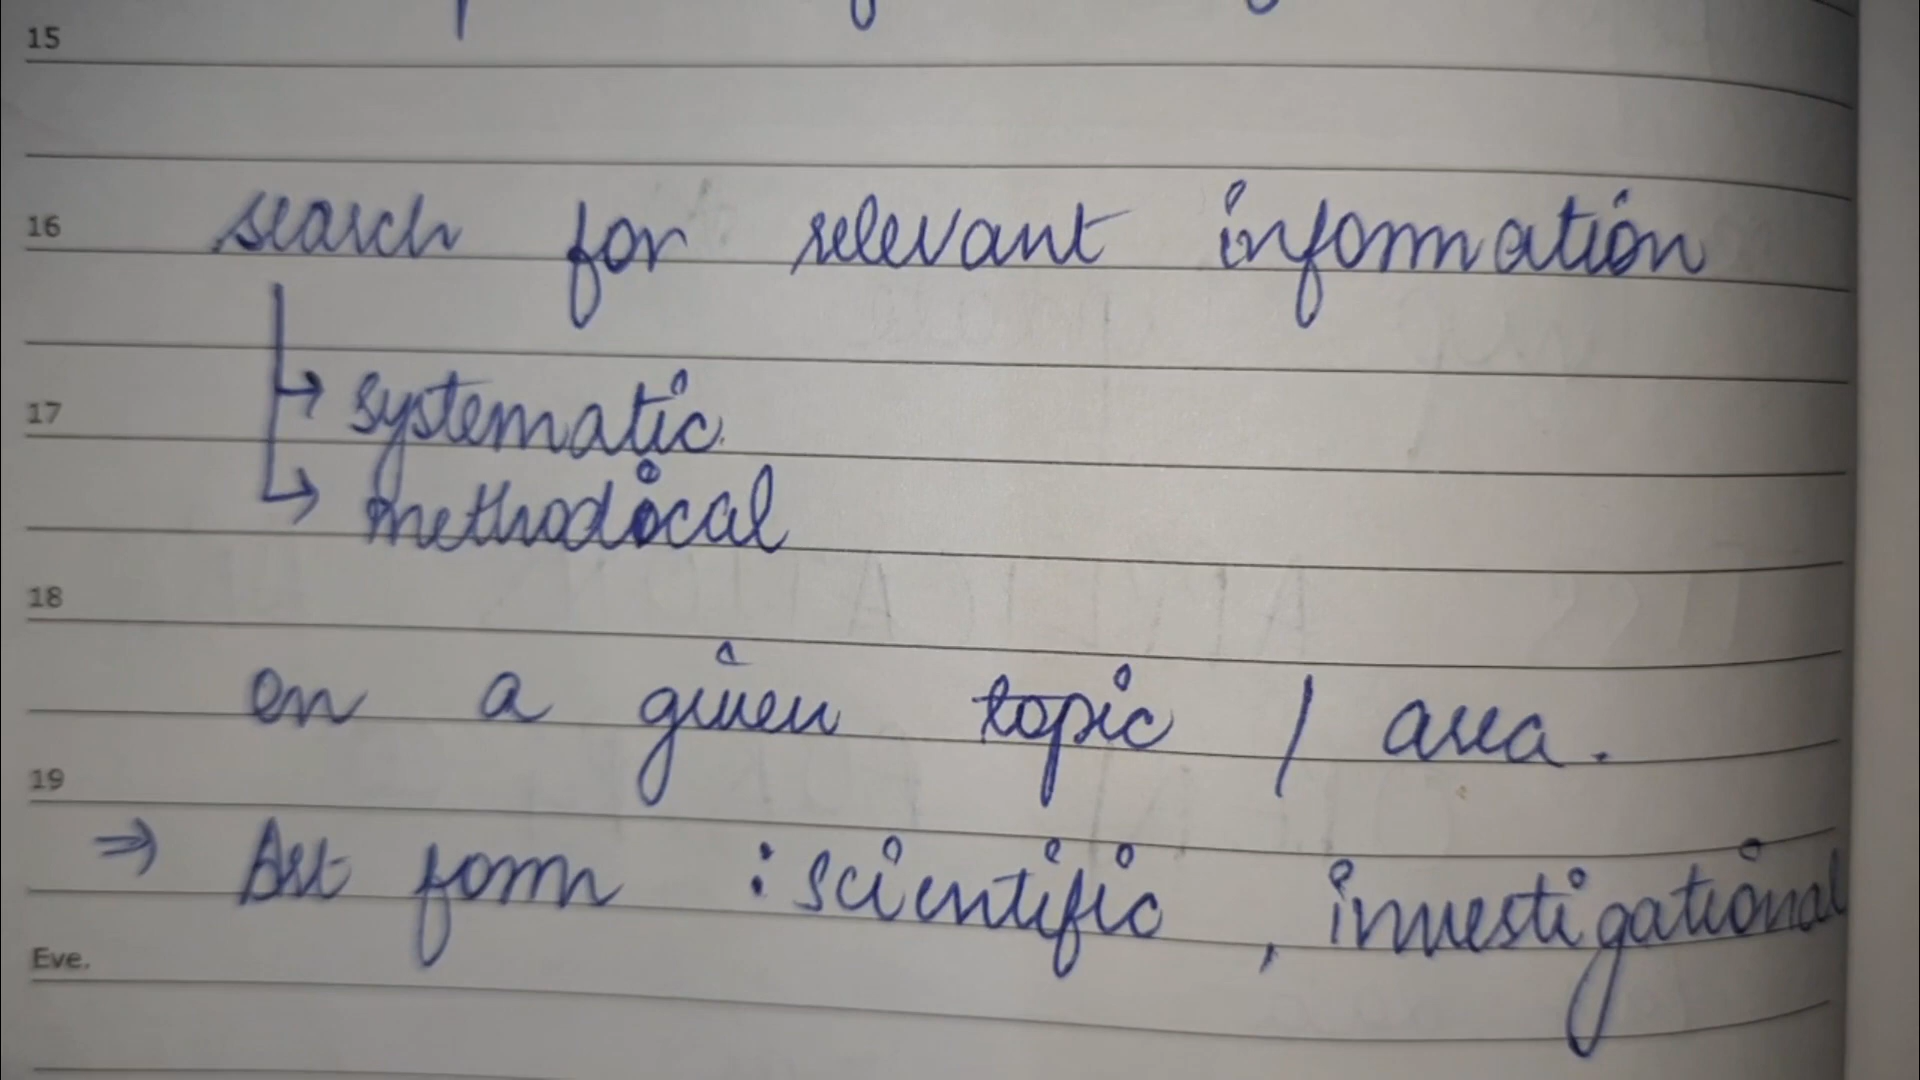 15
16 search for relevant information
17 → systematic
→ methodical
18
on a given topic / area.
19
⇒ Art form : scientific , investigational
Eve.